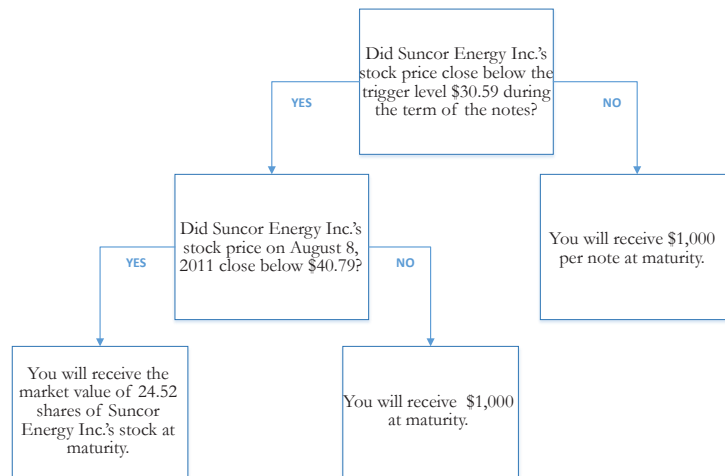 Did Suncor Energy Inc.'s
stock price close below the
trigger level $30.59 during
the term of the notes?
YES
NO
Did Suncor Energy Inc.'s
stock price on August 8,
2011 close below $40.79?
You will receive $1,000
per note at maturity.
YES
NO
You will receive the
market value of 24.52
shares of Suncor
Energy Inc.'s stock at
maturity.
You will receive $1,000
at maturity.